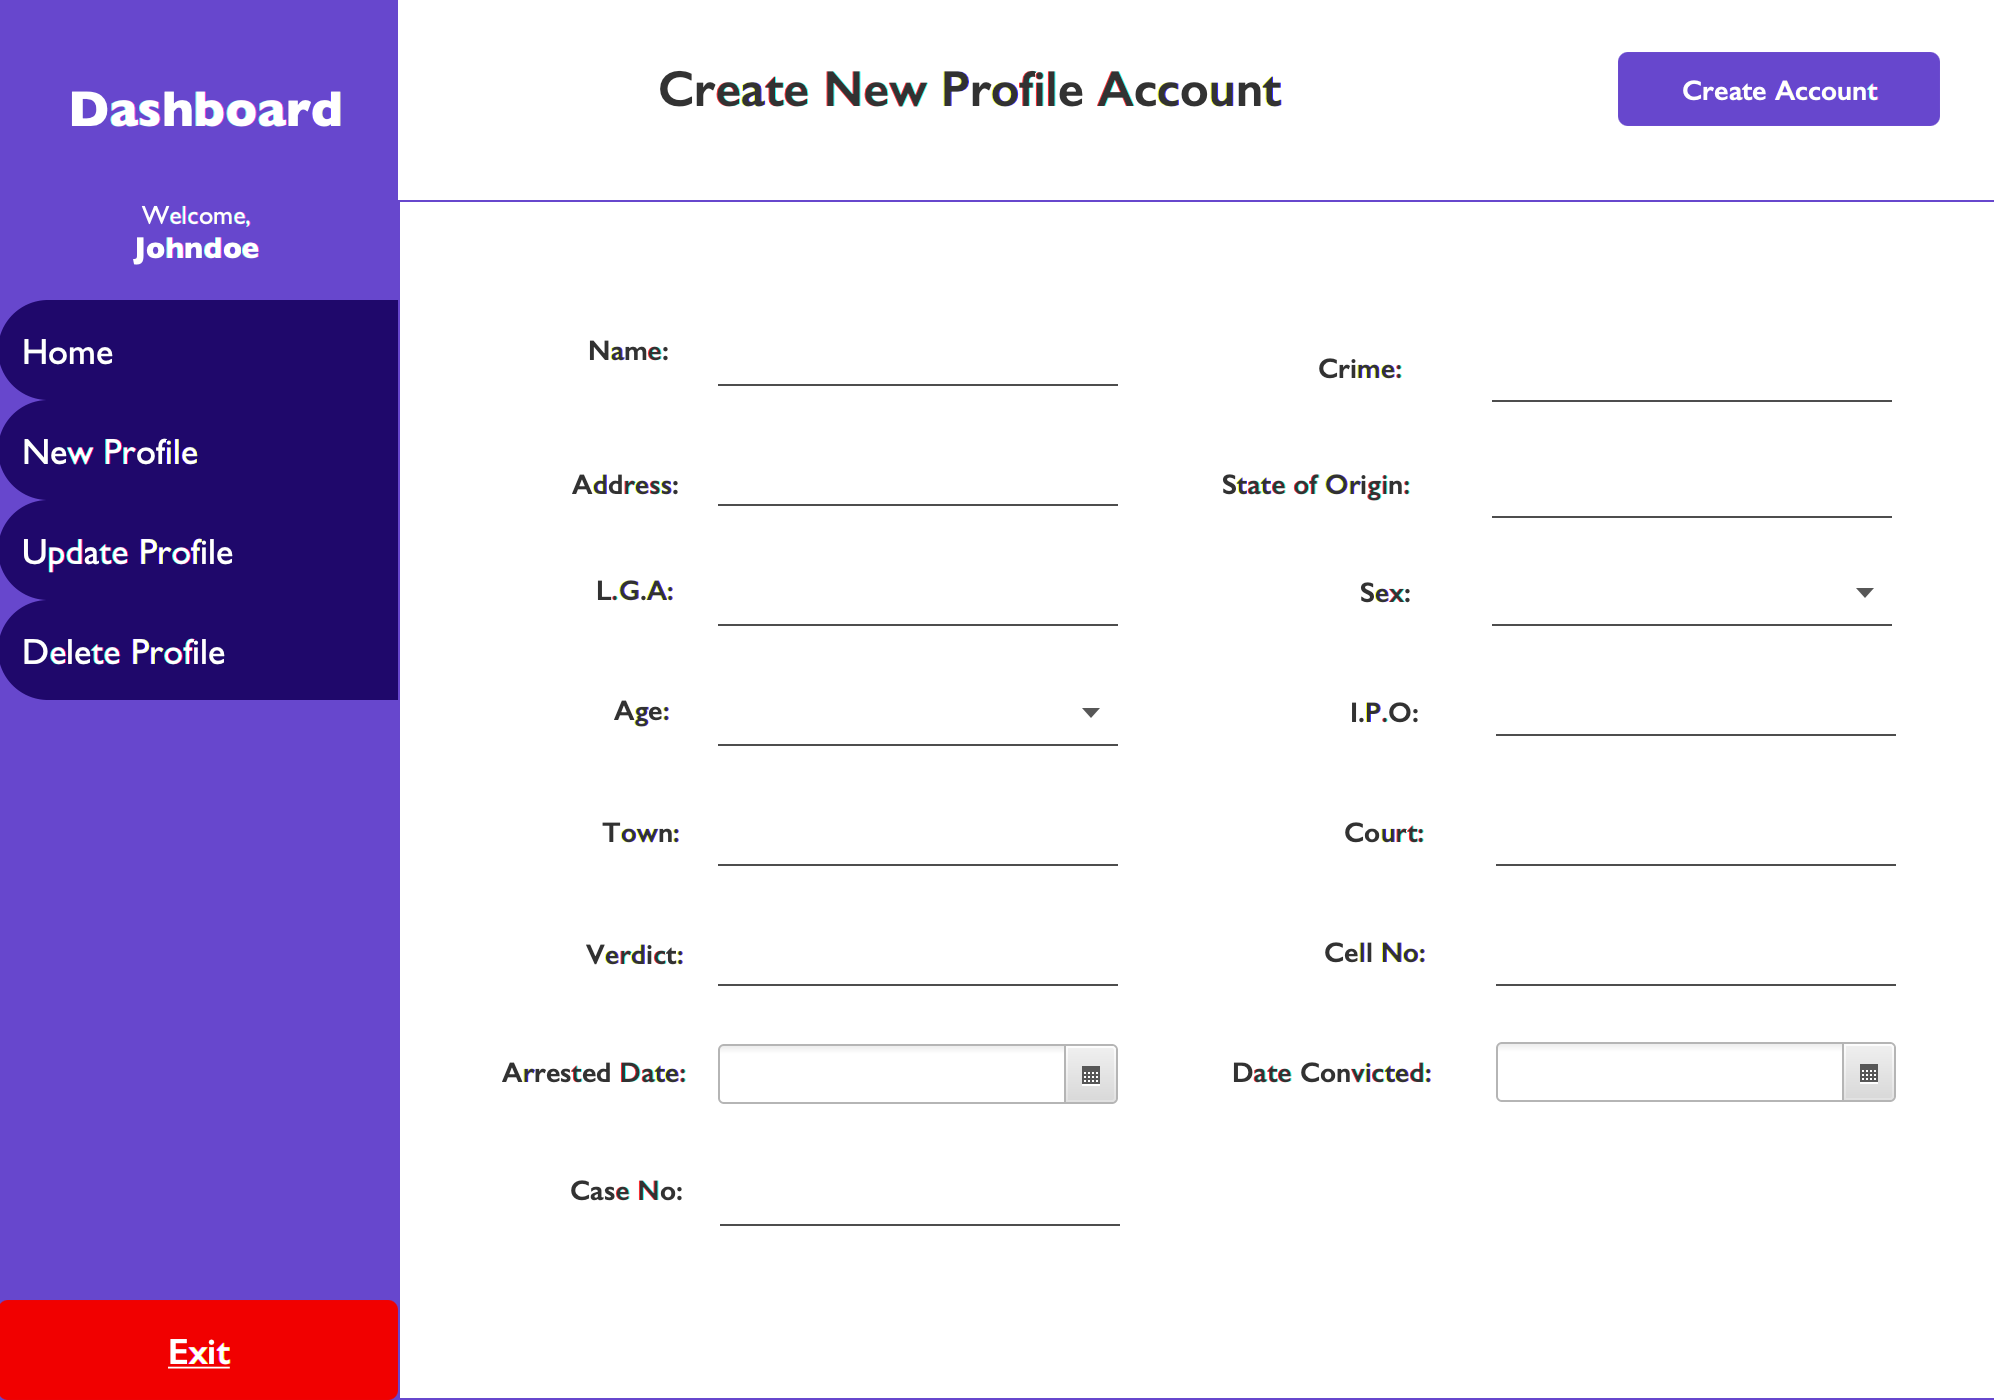 Dashboard
Welcome,
Johndoe
Home
New Profile
Update Profile
Delete Profile
Exit
Create New Profile Account
Create Account
Name:
Crime:
Address:
State of Origin:
L.G.A:
Sex:
Age:
I.P.O:
Town:
Court:
Verdict:
Cell No:
Arrested Date:
Date Convicted:
Case No: